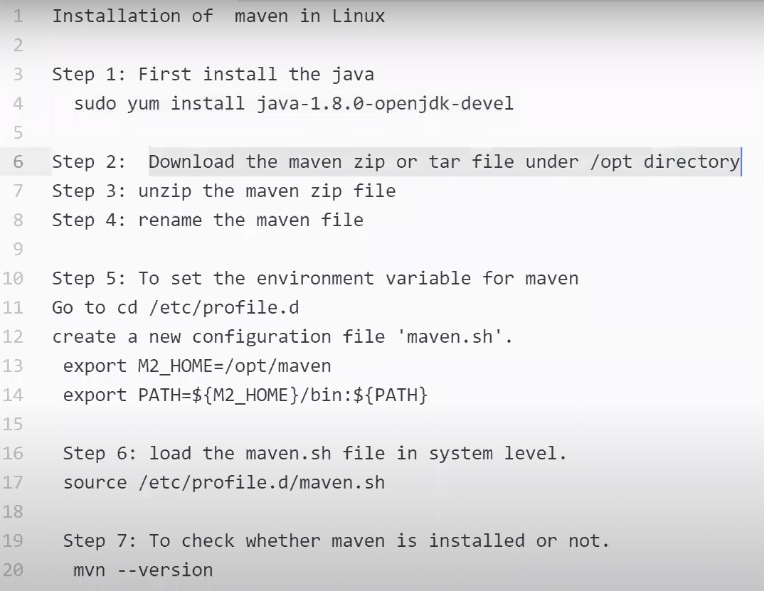 1 Installation of  maven in Linux
2
3 Step 1: First install the java
4   sudo yum install java-1.8.0-openjdk-devel
5
6 Step 2:  Download the maven zip or tar file under /opt directory
7 Step 3: unzip the maven zip file
8 Step 4: rename the maven file
9
10 Step 5: To set the environment variable for maven
11 Go to cd /etc/profile.d
12 create a new configuration file 'maven.sh'.
13  export M2_HOME=/opt/maven
14  export PATH=${M2_HOME}/bin:${PATH}
15
16  Step 6: load the maven.sh file in system level.
17  source /etc/profile.d/maven.sh
18
19  Step 7: To check whether maven is installed or not.
20   mvn --version